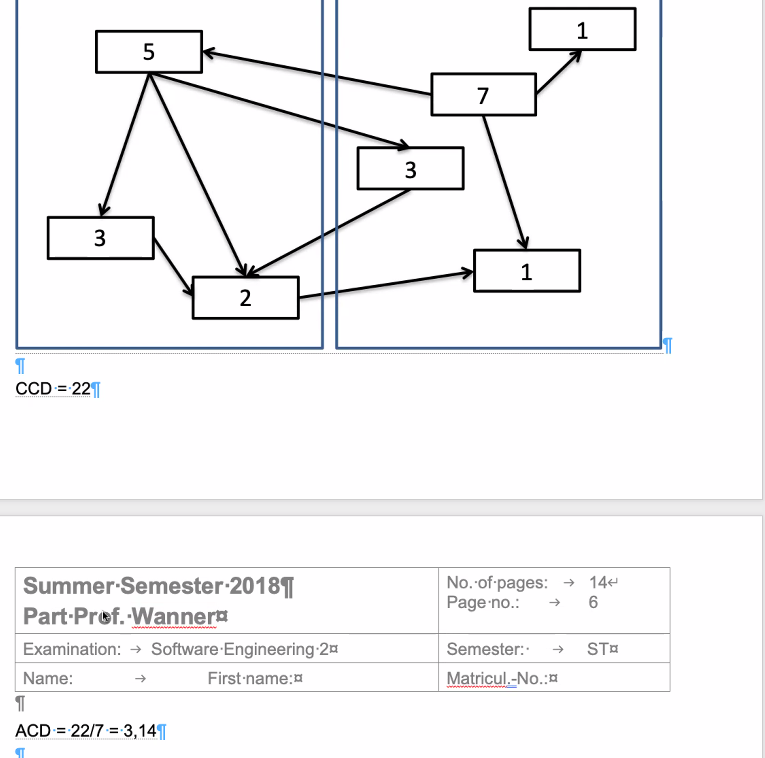 1
5
7
3
3
1
2
CCD = 22¶
Summer Semester 2018¶
No. of pages: → 14↵
Part Prof. Wanner¤
Page no.: → 6
Examination: → Software Engineering 2¤
Semester: → ST¤
Name: → First name:¤
Matricul.-No.:¤
¶
ACD = 22/7 = 3,14¶
¶